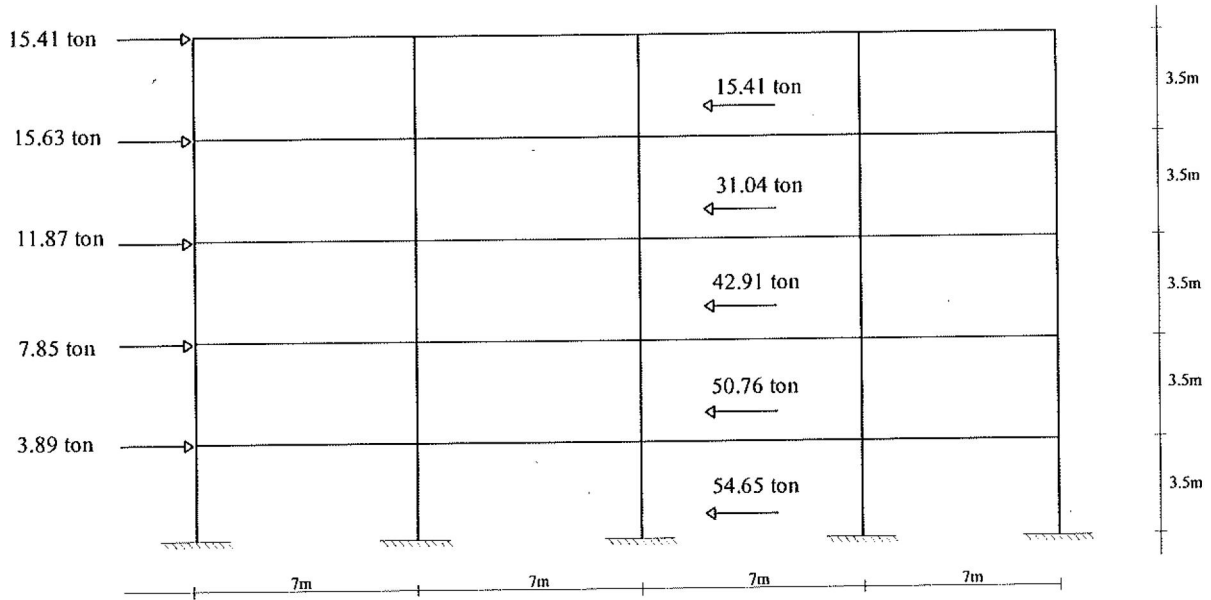 15.41 ton
15.41 ton
3.5m
15.63 ton
31.04 ton
3.5m
11.87 ton
42.91 ton
3.5m
7.85 ton
50.76 ton
3.5m
3.89 ton
54.65 ton
3.5m
7m 7m 7m 7m